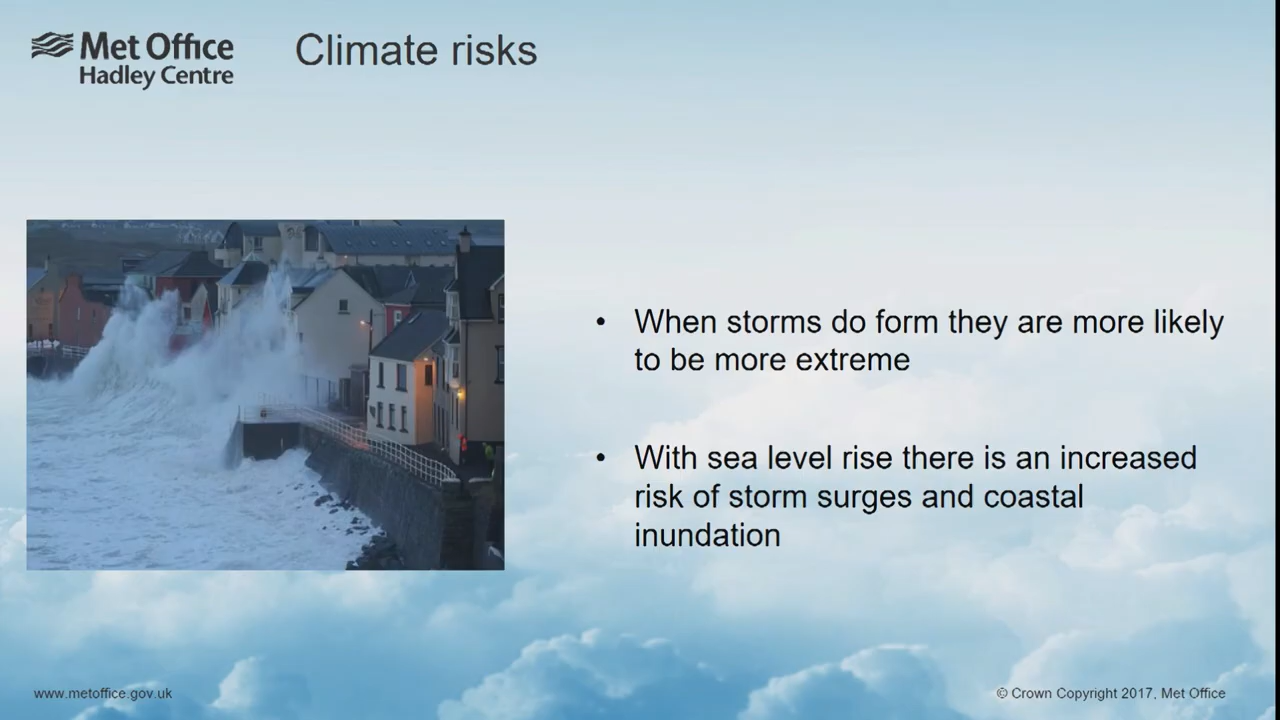 Met Office
Hadley Centre
Climate risks
• When storms do form they are more likely
to be more extreme
• With sea level rise there is an increased
risk of storm surges and coastal
inundation
www.metoffice.gov.uk
© Crown Copyright 2017, Met Office